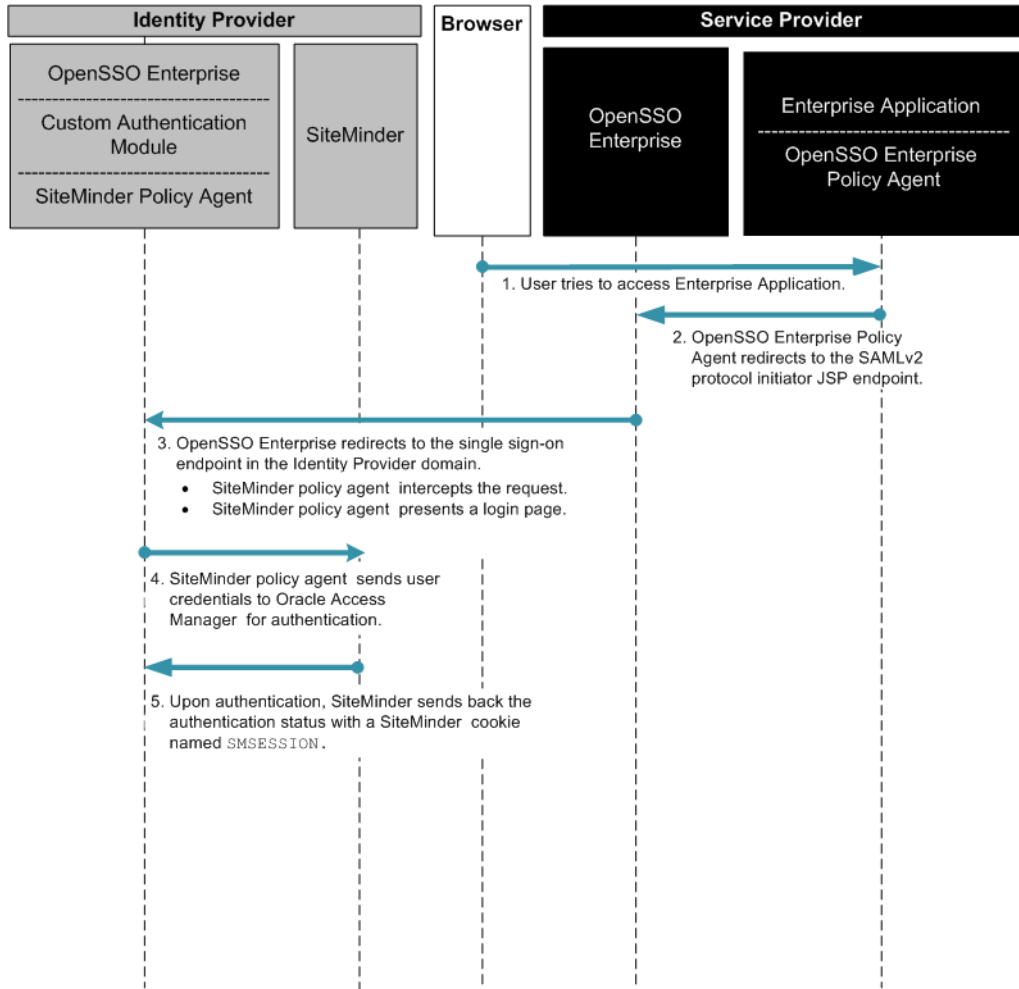 Identity Provider
Browser
Service Provider
OpenSSO Enterprise
Custom Authentication
Module
SiteMinder Policy Agent
SiteMinder
OpenSSO
Enterprise
Enterprise Application
OpenSSO Enterprise
Policy Agent
1. User tries to access Enterprise Application.
2. OpenSSO Enterprise Policy
Agent redirects to the SAMLv2
protocol initiator JSP endpoint.
3. OpenSSO Enterprise redirects to the single sign-on
endpoint in the Identity Provider domain.
• SiteMinder policy agent intercepts the request.
• SiteMinder policy agent presents a login page.
4. SiteMinder policy agent sends user
credentials to Oracle Access
Manager for authentication.
5. Upon authentication, SiteMinder sends back the
authentication status with a SiteMinder cookie
named SMSESSION.